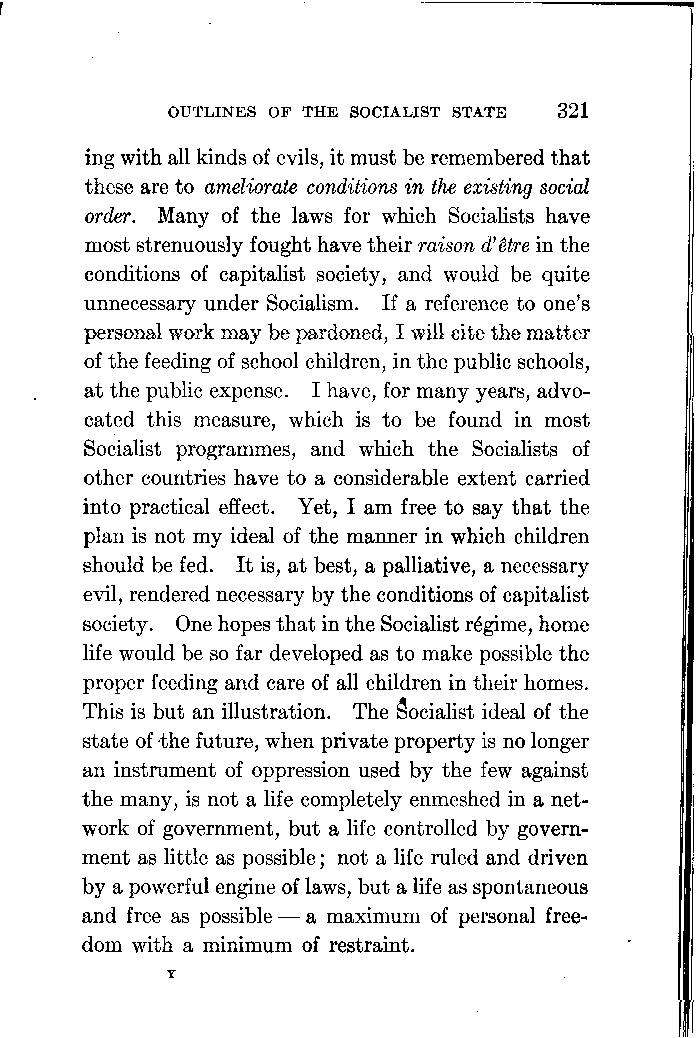 OUTLINES OF THE SOCIALIST STATE 321
ing with all kinds of evils, it must be remembered that
these are to ameliorate conditions in the existing social
order. Many of the laws for which Socialists have
most strenuously fought have their raison d'être in the
conditions of capitalist society, and would be quite
unnecessary under Socialism. If a reference to one's
personal work may be pardoned, I will cite the matter
of the feeding of school children, in the public schools,
at the public expense. I have, for many years, advo-
cated this measure, which is to be found in most
Socialist programmes, and which the Socialists of
other countries have to a considerable extent carried
into practical effect. Yet, I am free to say that the
plan is not my ideal of the manner in which children
should be fed. It is, at best, a palliative, a necessary
evil, rendered necessary by the conditions of capitalist
society. One hopes that in the Socialist régime, home
life would be so far developed as to make possible the
proper feeding and care of all children in their homes.
This is but an illustration. The Socialist ideal of the
state of the future, when private property is no longer
an instrument of oppression used by the few against
the many, is not a life completely enmeshed in a net-
work of government, but a life controlled by govern-
ment as little as possible; not a life ruled and driven
by a powerful engine of laws, but a life as spontaneous
and free as possible — a maximum of personal free-
dom with a minimum of restraint.
Y